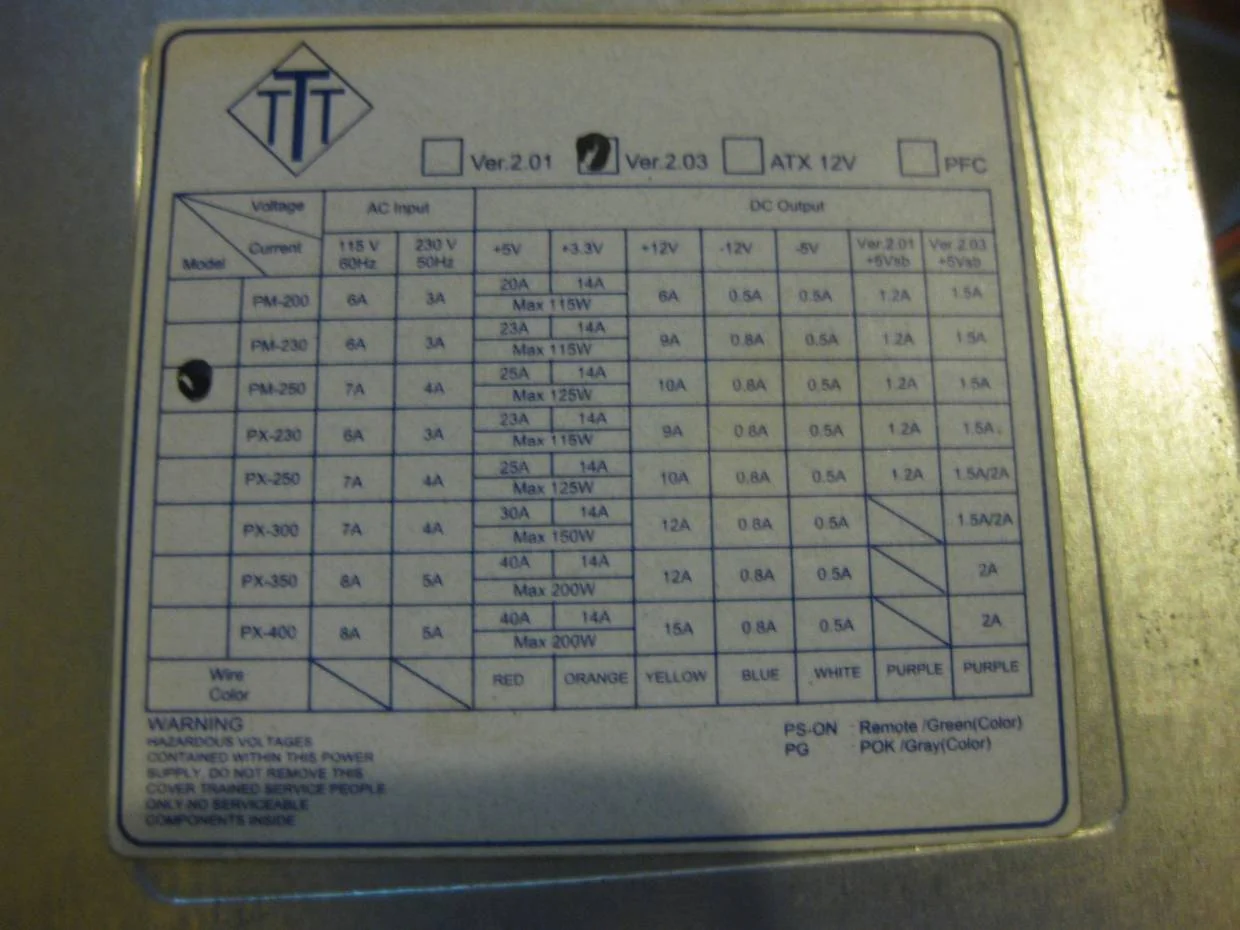 TTT
Ver.2.01 Ver.2.03 ATX 12V PFC
Voltage Current Model AC Input DC Output
115 V 60Hz 230 V 50Hz +5V +3.3V +12V -12V -5V Ver.2.01 +5Vsb Ver.2.03 +5Vsb
PM-200 6A 3A 20A 14A Max 115W 6A 0.5A 0.5A 1.2A 1.5A
PM-230 6A 3A 23A 14A Max 115W 9A 0.8A 0.5A 1.2A 1.5A
PM-250 7A 4A 25A 14A Max 125W 10A 0.8A 0.5A 1.2A 1.5A
PX-230 6A 3A 23A 14A Max 115W 9A 0.8A 0.5A 1.2A 1.5A
PX-250 7A 4A 25A 14A Max 125W 10A 0.8A 0.5A 1.2A 1.5A/2A
PX-300 7A 4A 30A 14A Max 150W 12A 0.8A 0.5A 1.5A/2A
PX-350 8A 5A 40A 14A Max 200W 12A 0.8A 0.5A 2A
PX-400 8A 5A 40A 14A Max 200W 15A 0.8A 0.5A 2A
Wire Color RED ORANGE YELLOW BLUE WHITE PURPLE PURPLE
WARNING
HAZARDOUS VOLTAGES
CONTAINED WITHIN THIS POWER
SUPPLY, DO NOT REMOVE THIS
COVER TRAINED SERVICE PEOPLE
ONLY NO SERVICEABLE
COMPONENTS INSIDE
PS-ON : Remote /Green(Color)
PG : POK /Gray(Color)